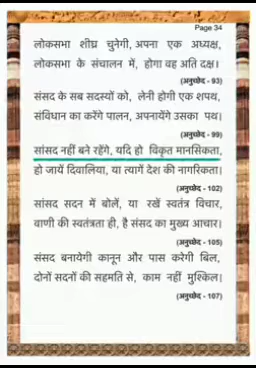 Page 34
लोकसभा शीघ्र चुनेगी, अपना एक अध्यक्ष,
लोकसभा के संचालन में, होगा वह अति दक्ष।
(अनुच्छेद - 93)
संसद के सब सदस्यों को, लेनी होगी एक शपथ,
संविधान का करेंगे पालन, अपनायेंगे उसका पथ।
(अनुच्छेद - 99)
सांसद नहीं बने रहेंगे, यदि हो विकृत मानसिकता,
हो जायें दिवालिया, या त्यागें देश की नागरिकता।
(अनुच्छेद - 102)
सांसद सदन में बोलें, या रखें स्वतंत्र विचार,
वाणी की स्वतंत्रता ही, है संसद का मुख्य आचार।
(अनुच्छेद - 105)
संसद बनायेगी कानून और पास करेगी बिल,
दोनों सदनों की सहमति से, काम नहीं मुश्किल।
(अनुच्छेद - 107)